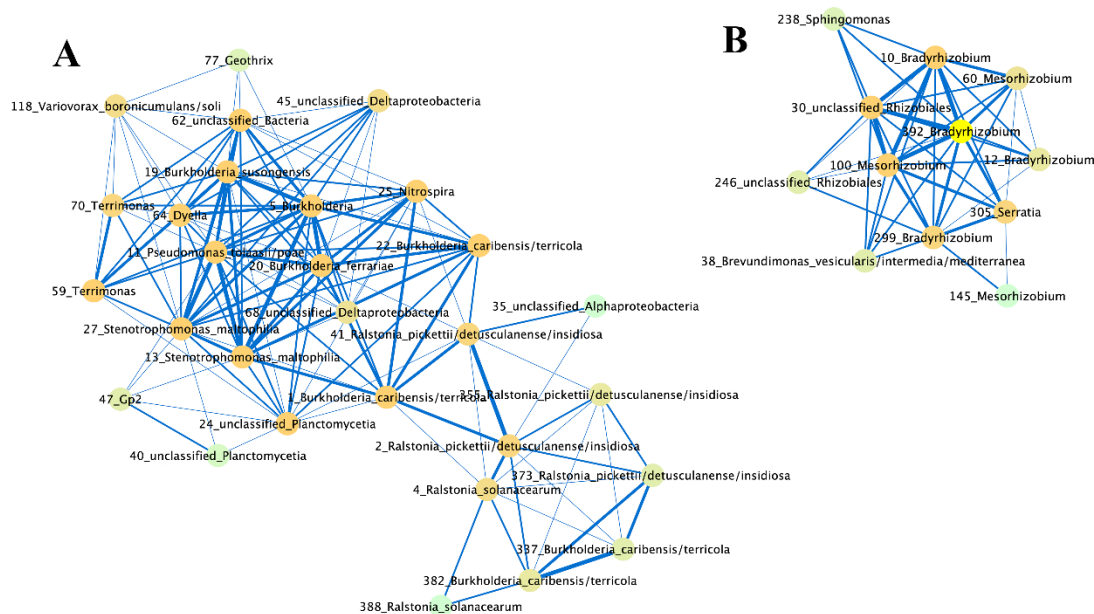 A
77_Geothrix
118_Variovorax_boronicumulans/soli
45_unclassified_Deltaproteobacteria
62_unclassified_Bacteria
19_Burkholderia_susongensis
25_Nitrospira
70_Terrimonas
64_Dyella
5_Burkholderia
22_Burkholderia_caribensis/terricola
11_Pseudomonas_tolaasii/poae
20_Burkholderia_ferrariae
59_Terrimonas
68_unclassified_Deltaproteobacteria
35_unclassified_Alphaproteobacteria
27_Stenotrophomonas_maltophilia
41_Ralstonia_pickettii/detusculanense/insidiosa
13_Stenotrophomonas_maltophilia
47_Gp2
1_Burkholderia_caribensis/terricola
355_Ralstonia_pickettii/detusculanense/insidiosa
24_unclassified_Planctomycetia
2_Ralstonia_pickettii/detusculanense/insidiosa
40_unclassified_Planctomycetia
373_Ralstonia_pickettii/detusculanense/insidiosa
4_Ralstonia_solanacearum
337_Burkholderia_caribensis/terricola
382_Burkholderia_caribensis/terricola
388_Ralstonia_solanacearum
B
238_Sphingomonas
10_Bradyrhizobium
60_Mesorhizobium
30_unclassified_Rhizobiales
392_Bradyrhizobium
100_Mesorhizobium
12_Bradyrhizobium
246_unclassified_Rhizobiales
305_Serratia
299_Bradyrhizobium
38_Brevundimonas_vesicularis/intermedia/mediterranea
145_Mesorhizobium